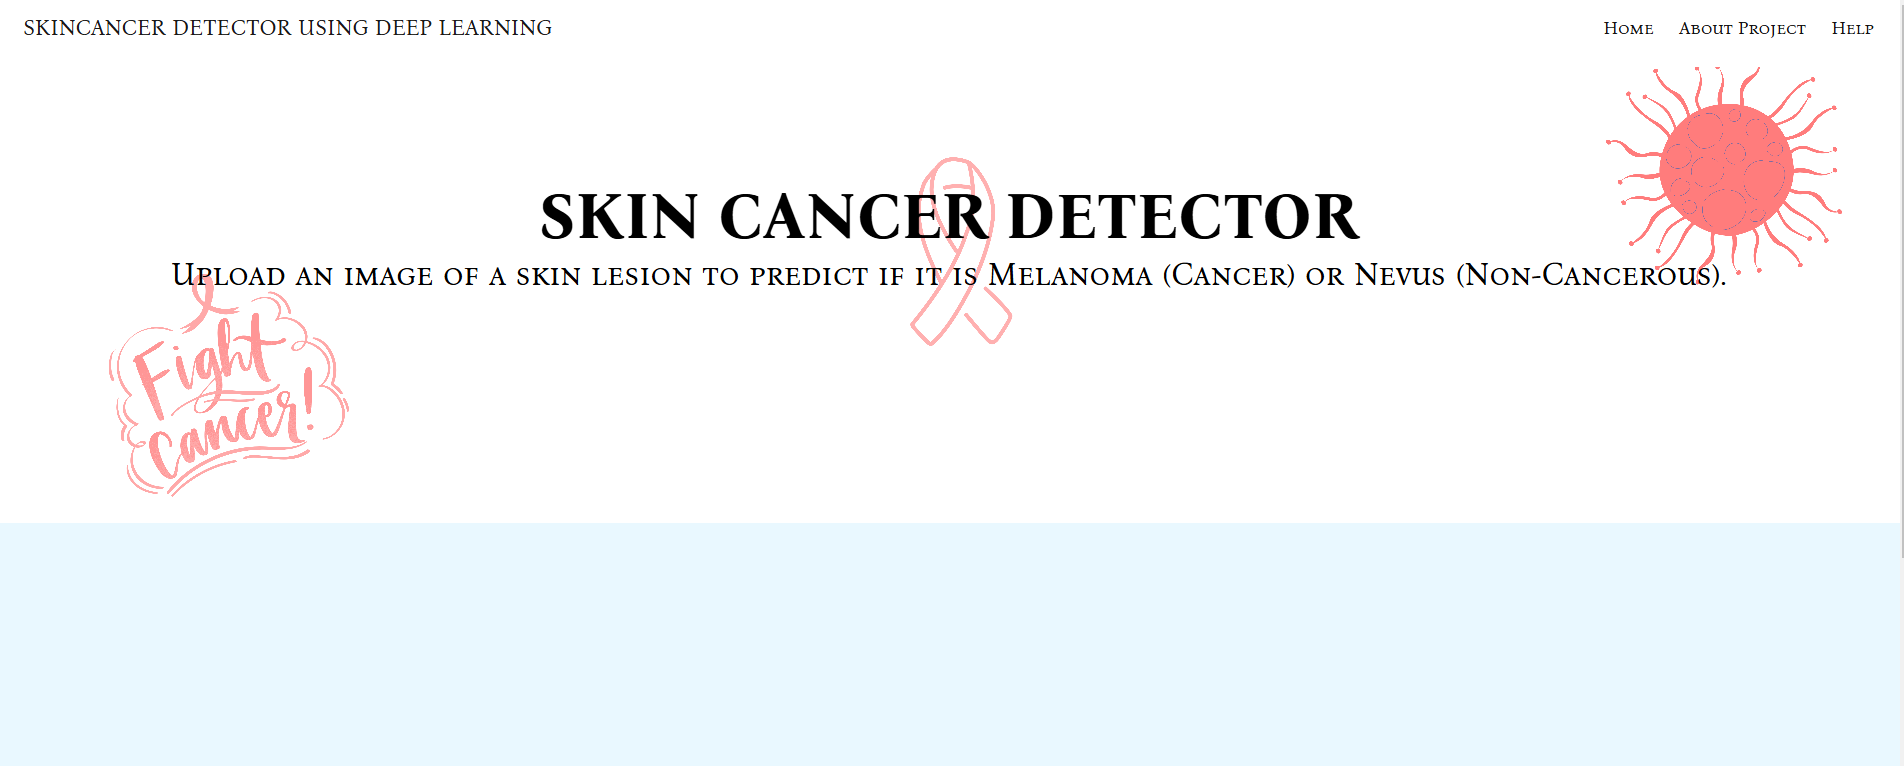 SKINCANCER DETECTOR USING DEEP LEARNING
Home About Project Help
SKIN CANCER DETECTOR
Upload an image of a skin lesion to predict if it is Melanoma (Cancer) or Nevus (Non-Cancerous).
Fight
Cancer!